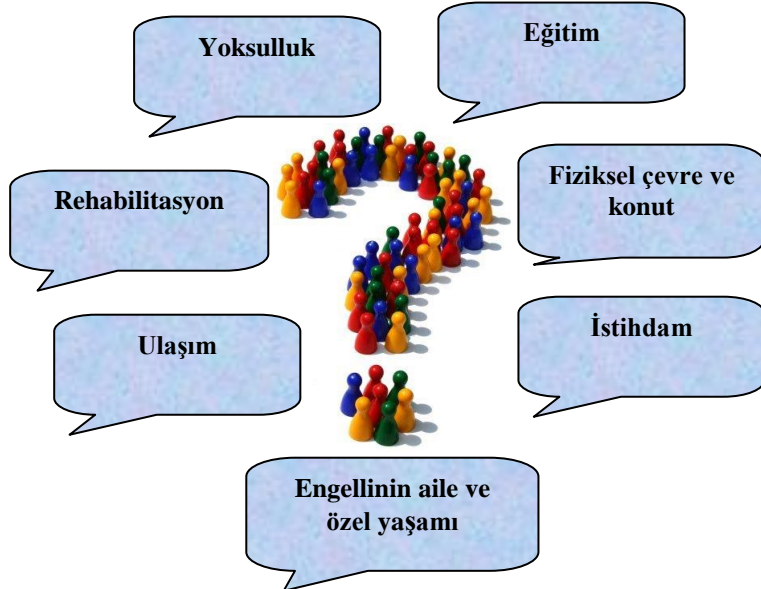 Yoksulluk
Eğitim
Rehabilitasyon
Fiziksel çevre ve
konut
Ulaşım
İstihdam
Engellinin aile ve
özel yaşamı